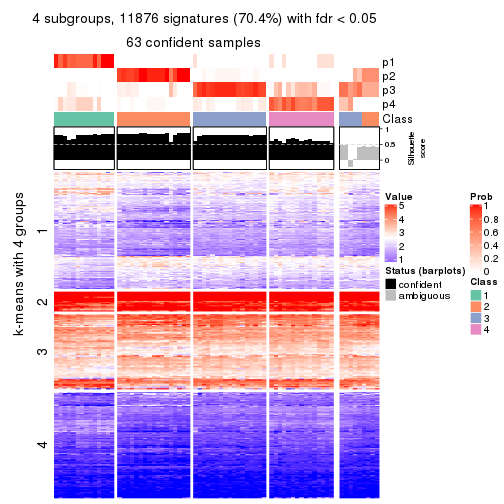 4 subgroups, 11876 signatures (70.4%) with fdr < 0.05
63 confident samples
p1
p2
p3
p4
Class
1
0.5
0
Silhouette
score
k-means with 4 groups
1
2
3
4
Value
5
4
3
2
1
Status (barplots)
confident
ambiguous
Prob
1
0.8
0.6
0.4
0.2
0
Class
1
2
3
4